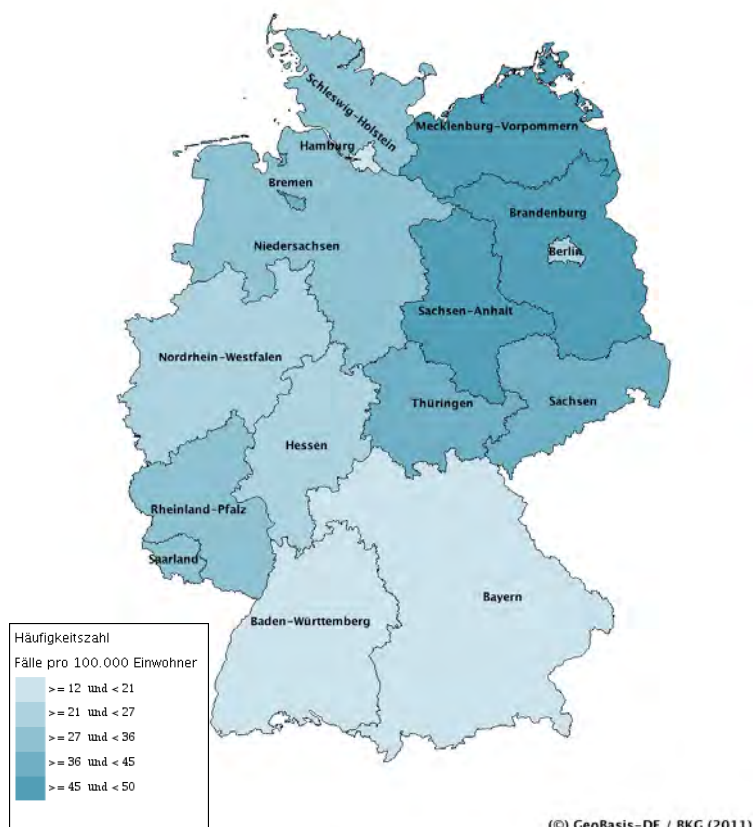 Schleswig-Holstein
Mecklenburg-Vorpommern
Hamburg
Bremen
Brandenburg
Niedersachsen
Berlin
Sachsen-Anhalt
Nordrhein-Westfalen
Thüringen
Sachsen
Hessen
Rheinland-Pfalz
Saarland
Bayern
Baden-Württemberg
Häufigkeitszahl
Fälle pro 100.000 Einwohner
>= 12 und < 21
>= 21 und < 27
>= 27 und < 36
>= 36 und < 45
>= 45 und < 50
(©) GeoBasis-DE / BKG (2011)